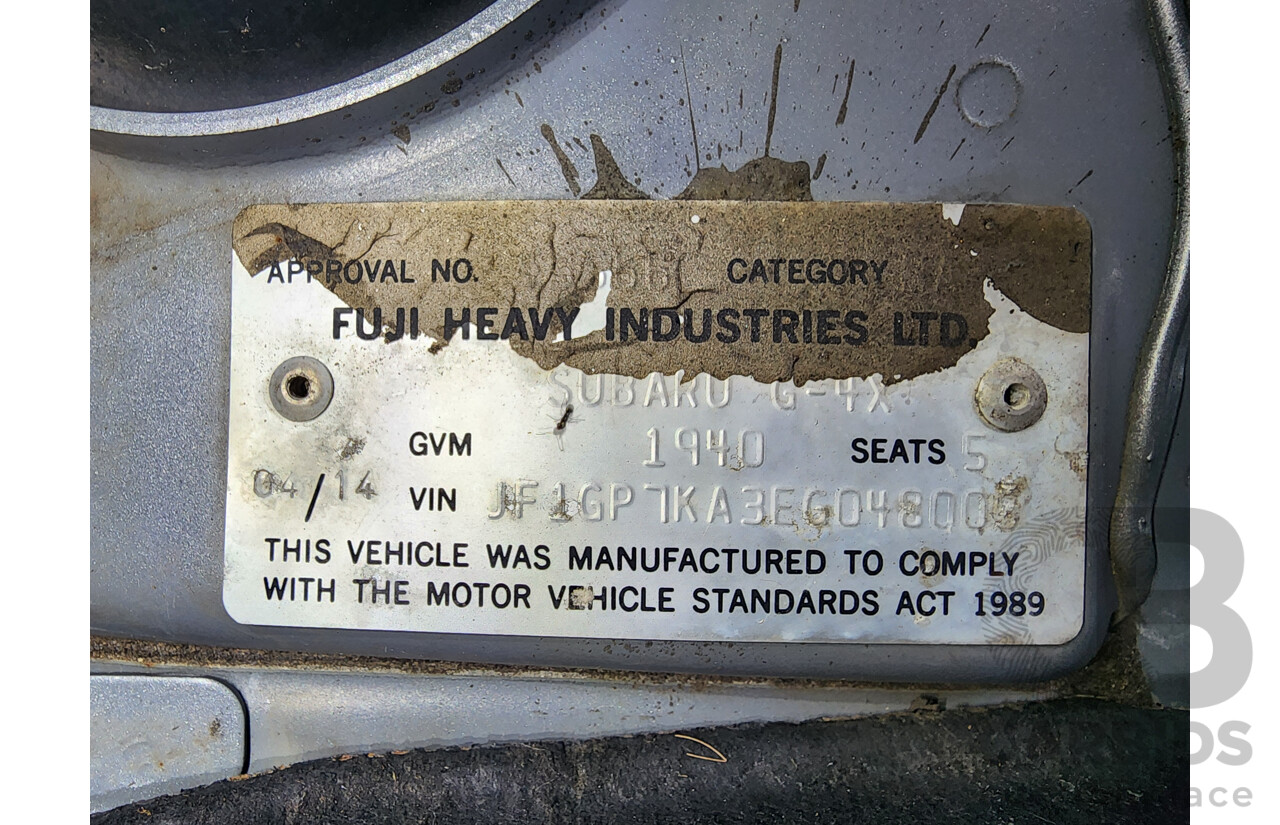 APPROVAL NO. CATEGORY
FUJI HEAVY INDUSTRIES LTD.
SUBARU G-4X
GVM 1940 SEATS 5
04/14 VIN
THIS VEHICLE WAS MANUFACTURED TO COMPLY
WITH THE MOTOR VEHICLE STANDARDS ACT 1989